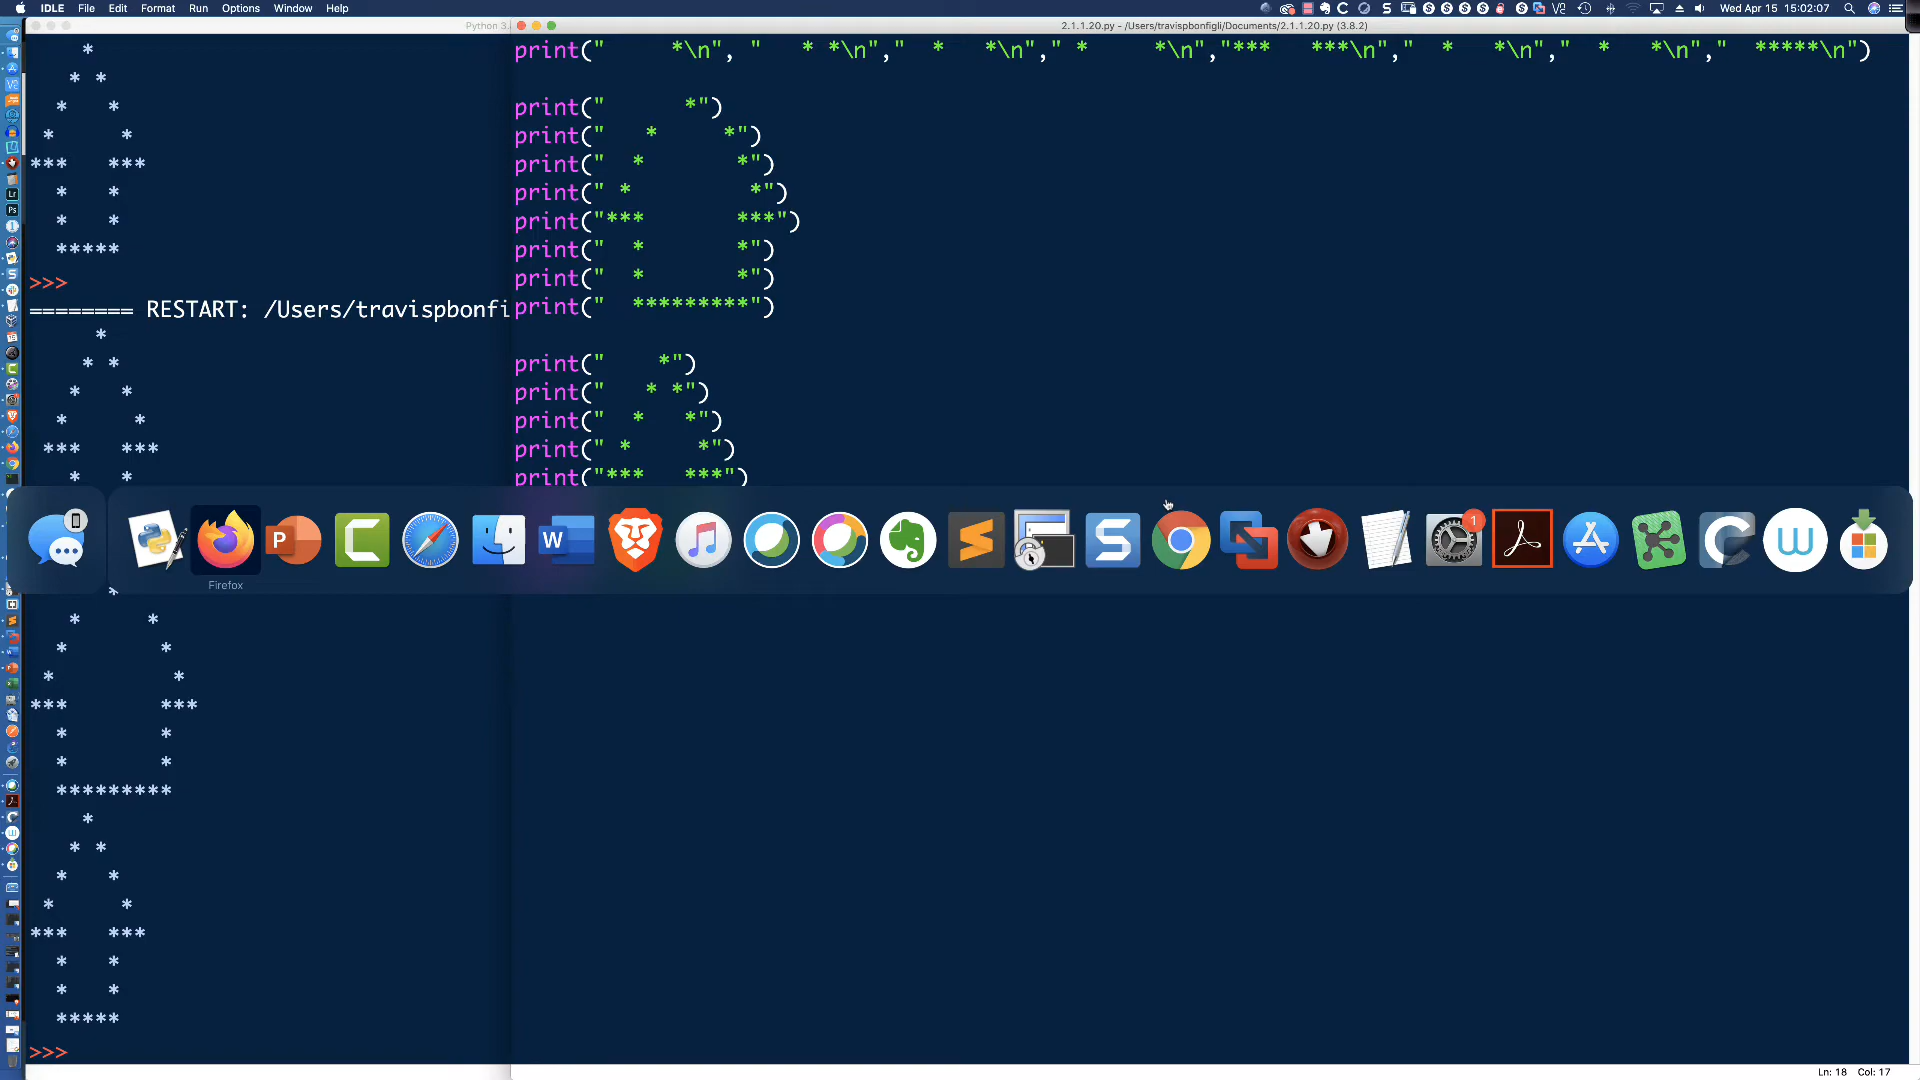 IDLE File Edit Format Run Options Window Help
Wed Apr 15 15:02:07
Python 3.
2.1.1.20.py - /Users/travispbonfigli/Documents/2.1.1.20.py (3.8.2)
      *\n", "   * *\n","  *   *\n"," *     *\n","***   ***\n","  *   *\n","  *   *\n","  *****\n")
print("      *")
print("   *     *")
print("  *       *")
print(" *         *")
print("***       ***")
print("  *       *")
print("  *       *")
print("  *********")
print("    *")
print("   * *")
print("  *   *")
print(" *     *")
print("***   ***")
    *
   * *
  *   *
 *     *
***   ***
  *   *
  *   *
  *****
>>>
======== RESTART: /Users/travispbonfi
     *
    * *
   *   *
  *     *
 ***   ***
   *   *
Firefox
      *
   *     *
  *       *
 *         *
***       ***
  *       *
  *       *
  *********
    *
   * *
  *   *
 *     *
***   ***
  *   *
  *   *
  *****
>>>
Ln: 18 Col: 17